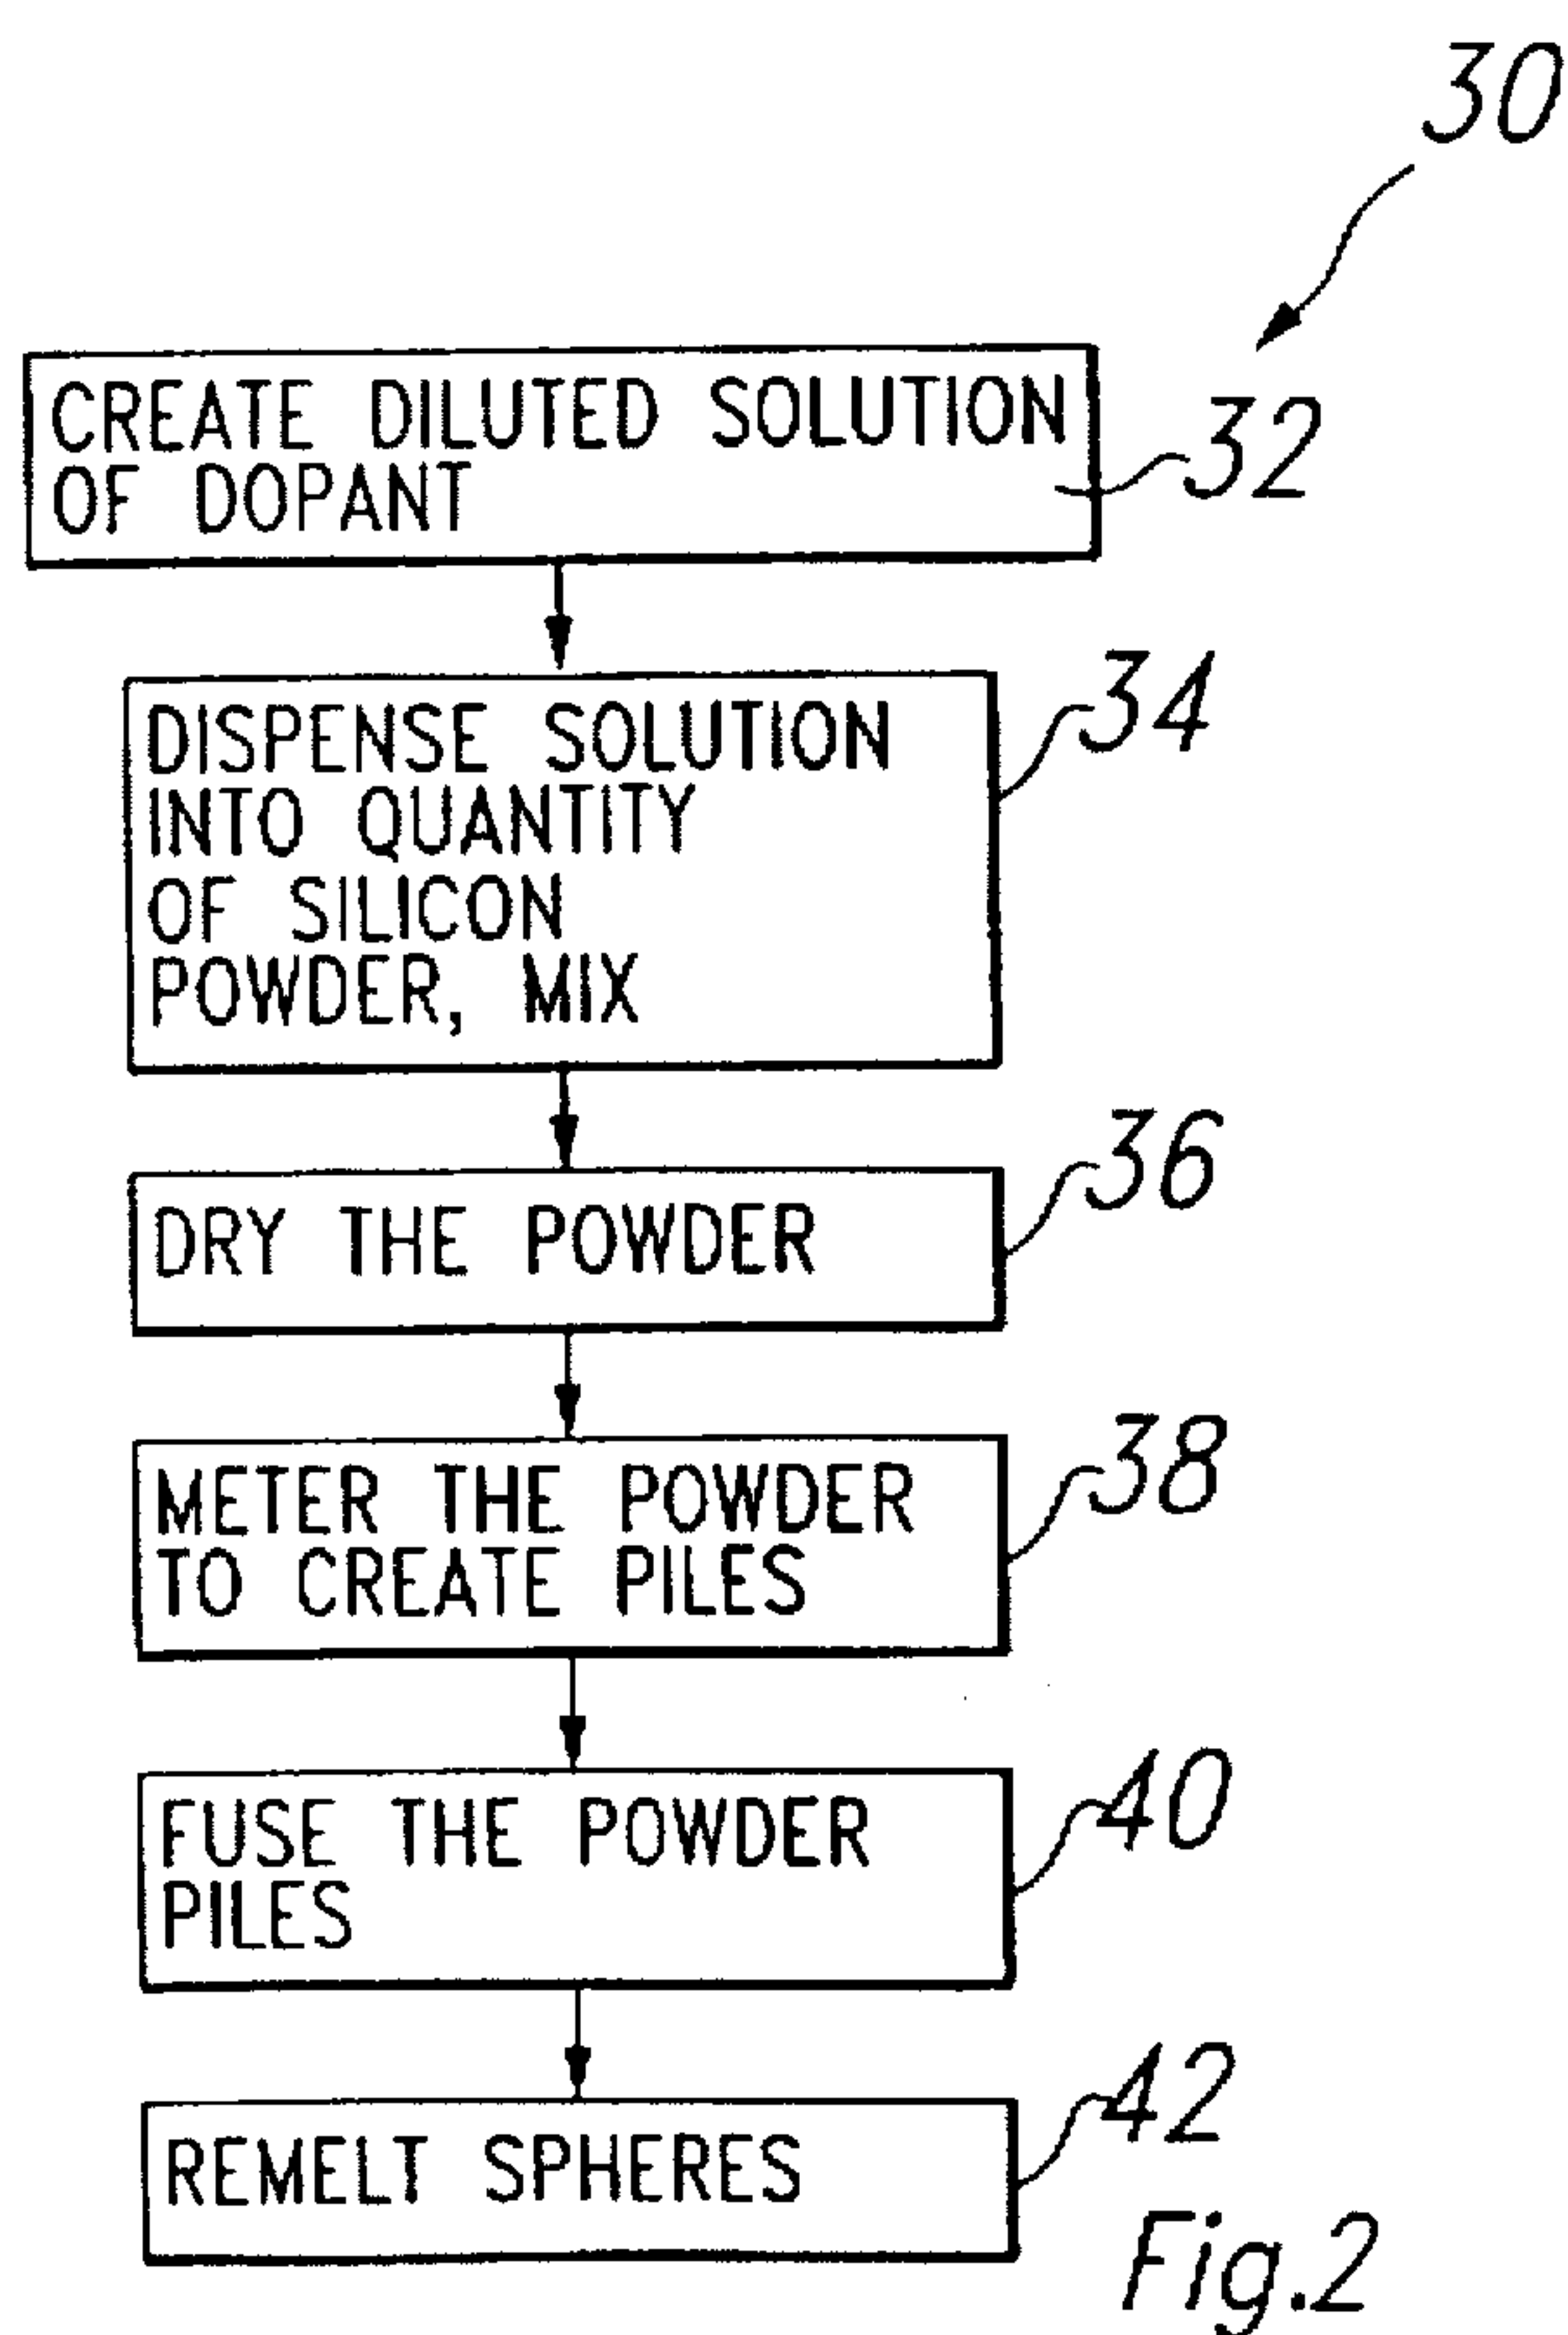 30
CREATE DILUTED SOLUTION
OF DOPANT
32
DISPENSE SOLUTION
INTO QUANTITY
OF SILICON
POWDER, MIX
34
DRY THE POWDER
36
METER THE POWDER
TO CREATE PILES
38
FUSE THE POWDER
PILES
40
REMELT SPHERES
42
Fig.2